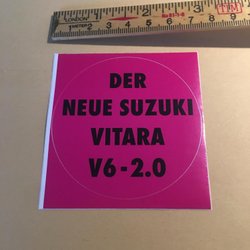 DER
NEUE SUZUKI
VITARA
V6-2.0